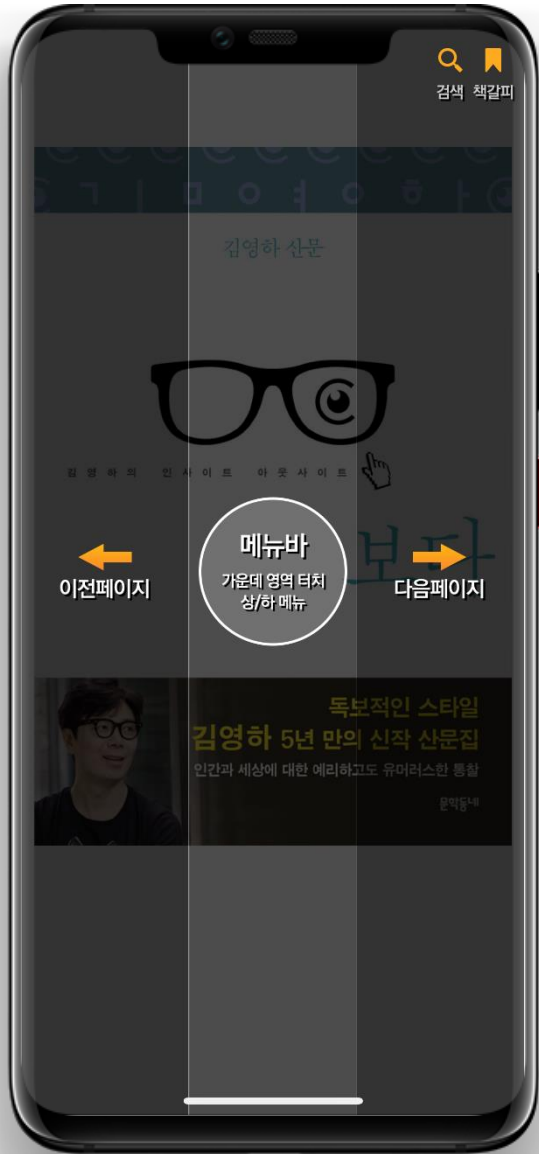 검색 책갈피
김영하 산문
김영하의 인사이트 아웃사이트
보다
이전페이지
메뉴바
가운데 영역 터치
상/하 메뉴
다음페이지
독보적인 스타일
김영하 5년 만의 신작 산문집
인간과 세상에 대한 예리하고도 유머러스한 통찰
문학동네